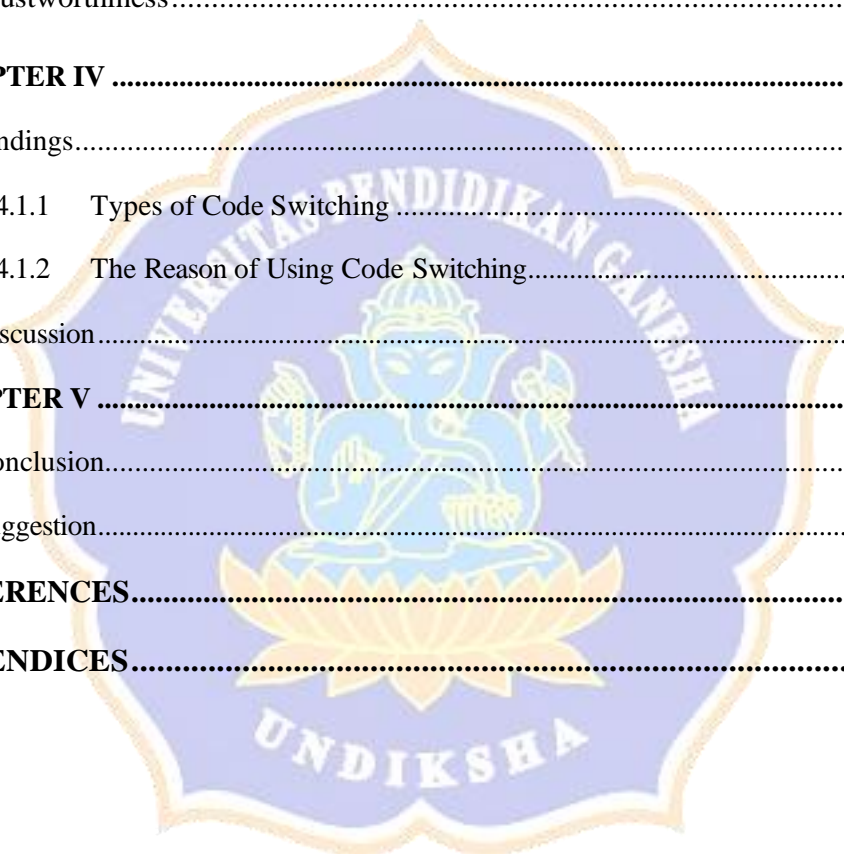 ustworthiness
PTER IV
ndings
4.1.1 Types of Code Switching
4.1.2 The Reason of Using Code Switching
scussion
PTER V
onclusion
ggestion
ERENCES
ENDICES
UNIVERSITAS PENDIDIKAN GANESHA
UNDIKSHA